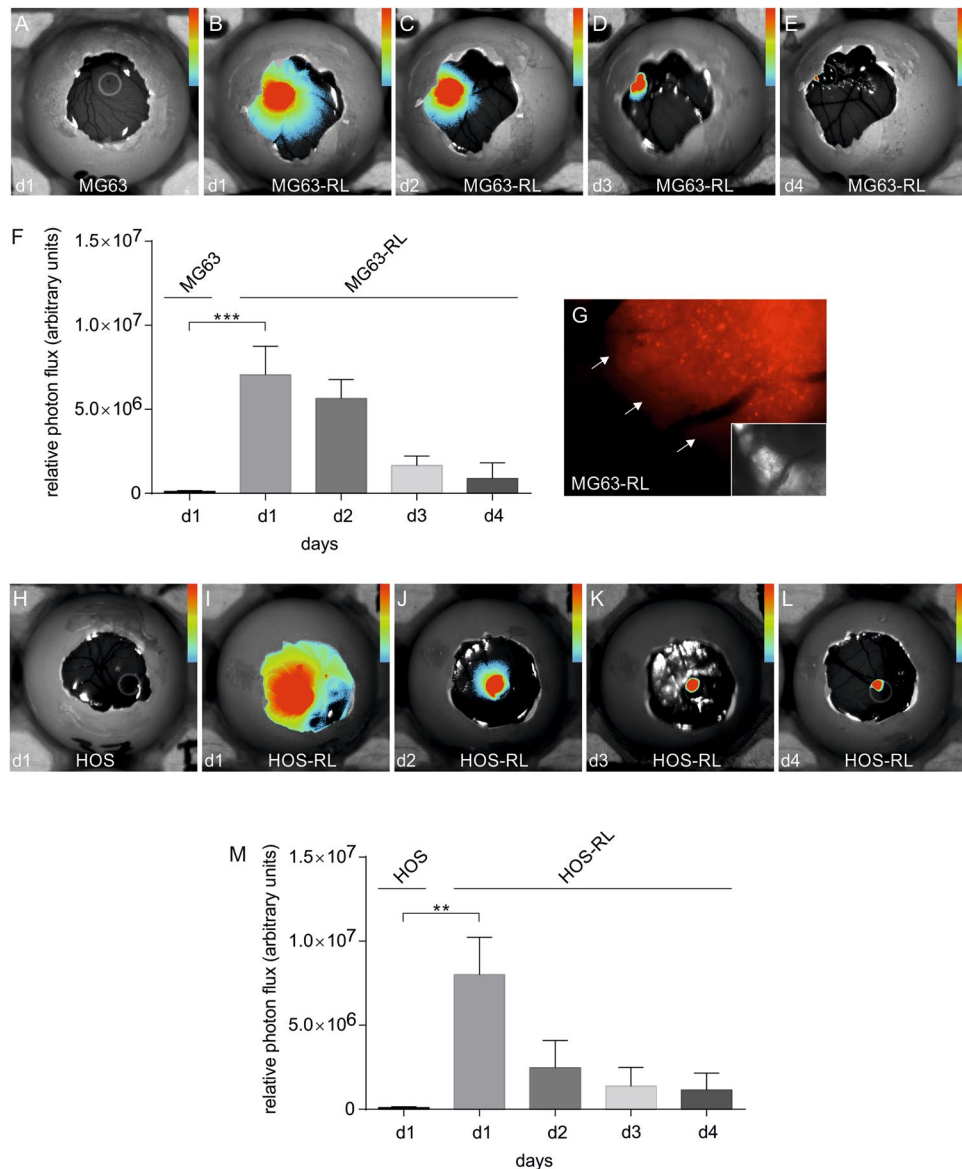 A
B
C
D
E
d1 MG63
d1 MG63-RL
d2 MG63-RL
d3 MG63-RL
d4 MG63-RL
F
relative photon flux (arbitrary units)
1.5×10⁷
1.0×10⁷
5.0×10⁶
0
MG63
MG63-RL
***
d1
d1
d2
d3
d4
days
G
MG63-RL
H
I
J
K
L
d1 HOS
d1 HOS-RL
d2 HOS-RL
d3 HOS-RL
d4 HOS-RL
M
relative photon flux (arbitrary units)
1.5×10⁷
1.0×10⁷
5.0×10⁶
0
HOS
HOS-RL
**
d1
d1
d2
d3
d4
days